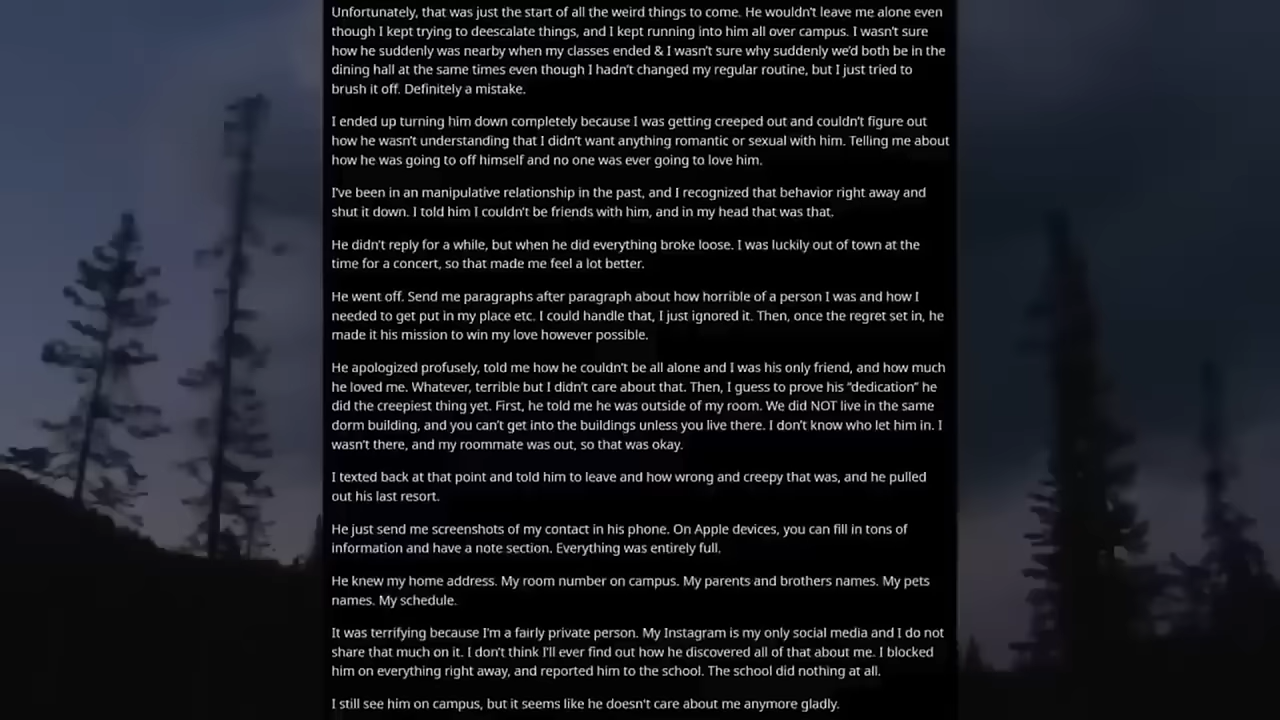 Unfortunately, that was just the start of all the weird things to come. He wouldn't leave me alone even
though I kept trying to deescalate things, and I kept running into him all over campus. I wasn't sure
how he suddenly was nearby when my classes ended & I wasn't sure why suddenly we'd both be in the
dining hall at the same times even though I hadn't changed my regular routine, but I just tried to
brush it off. Definitely a mistake.
I ended up turning him down completely because I was getting creeped out and couldn't figure out
how he wasn't understanding that I didn't want anything romantic or sexual with him. Telling me about
how he was going to off himself and no one was ever going to love him.
I've been in an manipulative relationship in the past, and I recognized that behavior right away and
shut it down. I told him I couldn't be friends with him, and in my head that was that.
He didn't reply for a while, but when he did everything broke loose. I was luckily out of town at the
time for a concert, so that made me feel a lot better.
He went off. Send me paragraphs after paragraph about how horrible of a person I was and how I
needed to get put in my place etc. I could handle that, I just ignored it. Then, once the regret set in, he
made it his mission to win my love however possible.
He apologized profusely, told me how he couldn't be all alone and I was his only friend, and how much
he loved me. Whatever, terrible but I didn't care about that. Then, I guess to prove his "dedication" he
did the creepiest thing yet. First, he told me he was outside of my room. We did NOT live in the same
dorm building, and you can't get into the buildings unless you live there. I don't know who let him in. I
wasn't there, and my roommate was out, so that was okay.
I texted back at that point and told him to leave and how wrong and creepy that was, and he pulled
out his last resort.
He just send me screenshots of my contact in his phone. On Apple devices, you can fill in tons of
information and have a note section. Everything was entirely full.
He knew my home address. My room number on campus. My parents and brothers names. My pets
names. My schedule.
It was terrifying because I'm a fairly private person. My Instagram is my only social media and I do not
share that much on it. I don't think I'll ever find out how he discovered all of that about me. I blocked
him on everything right away, and reported him to the school. The school did nothing at all.
I still see him on campus, but it seems like he doesn't care about me anymore gladly.